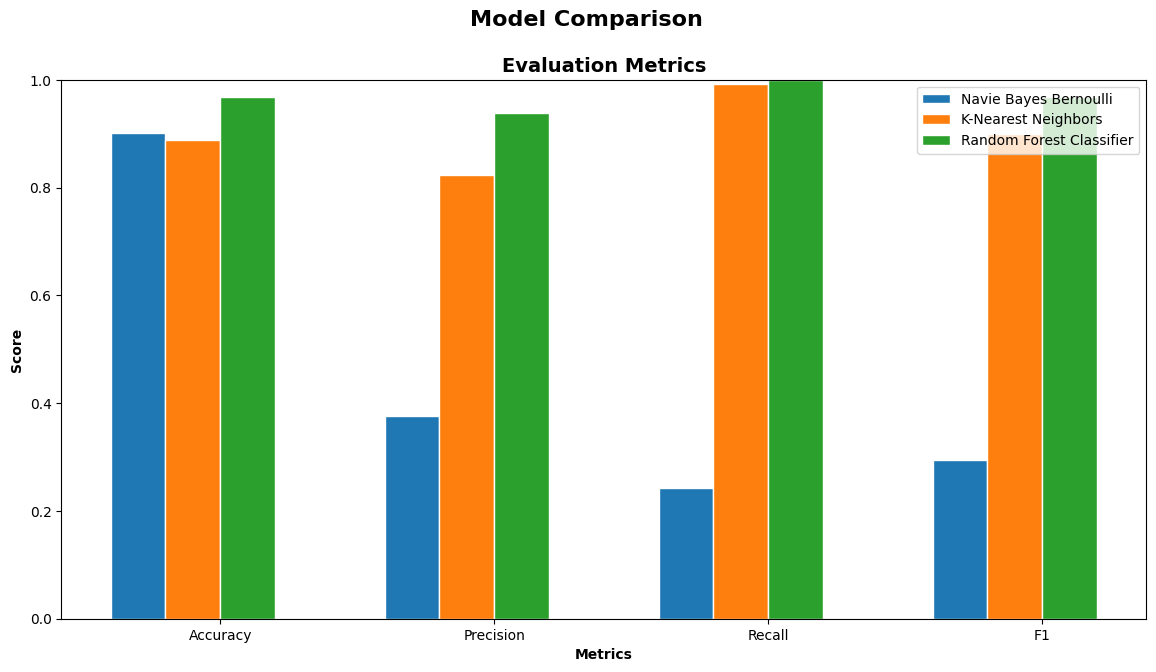 Model Comparison
Evaluation Metrics
Navie Bayes Bernoulli
K-Nearest Neighbors
Random Forest Classifier
1.0
0.8
0.6
0.4
0.2
0.0
Score
Accuracy Precision Recall F1
Metrics